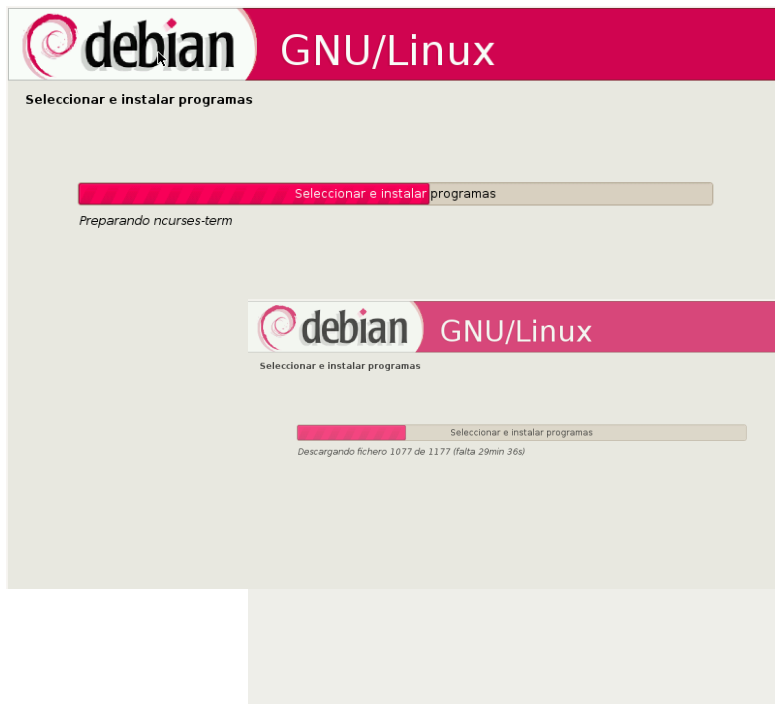 debian GNU/Linux
Seleccionar e instalar programas
Seleccionar e instalar programas
Preparando ncurses-term
debian GNU/Linux
Seleccionar e instalar programas
Seleccionar e instalar programas
Descargando fichero 1077 de 1177 (falta 29min 36s)